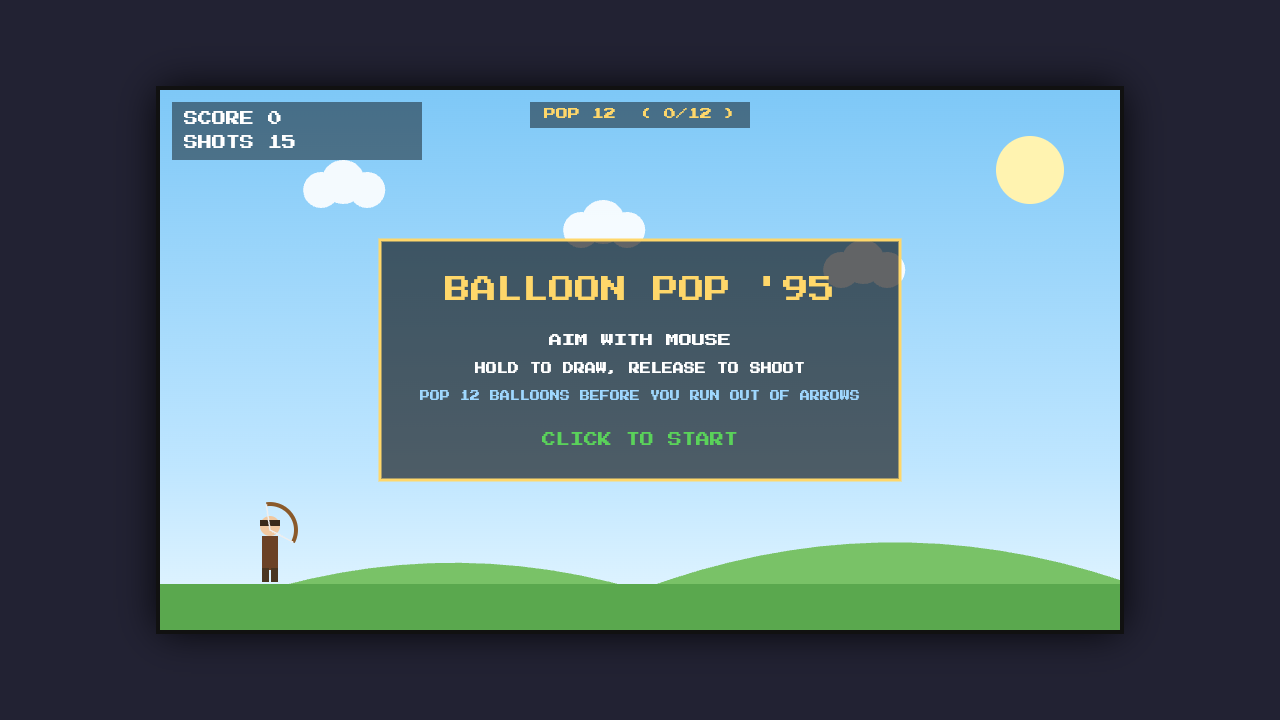 SCORE 0
SHOTS 15
POP 12 ( 0/12 )
BALLOON POP '95
AIM WITH MOUSE
HOLD TO DRAW, RELEASE TO SHOOT
POP 12 BALLOONS BEFORE YOU RUN OUT OF ARROWS
CLICK TO START